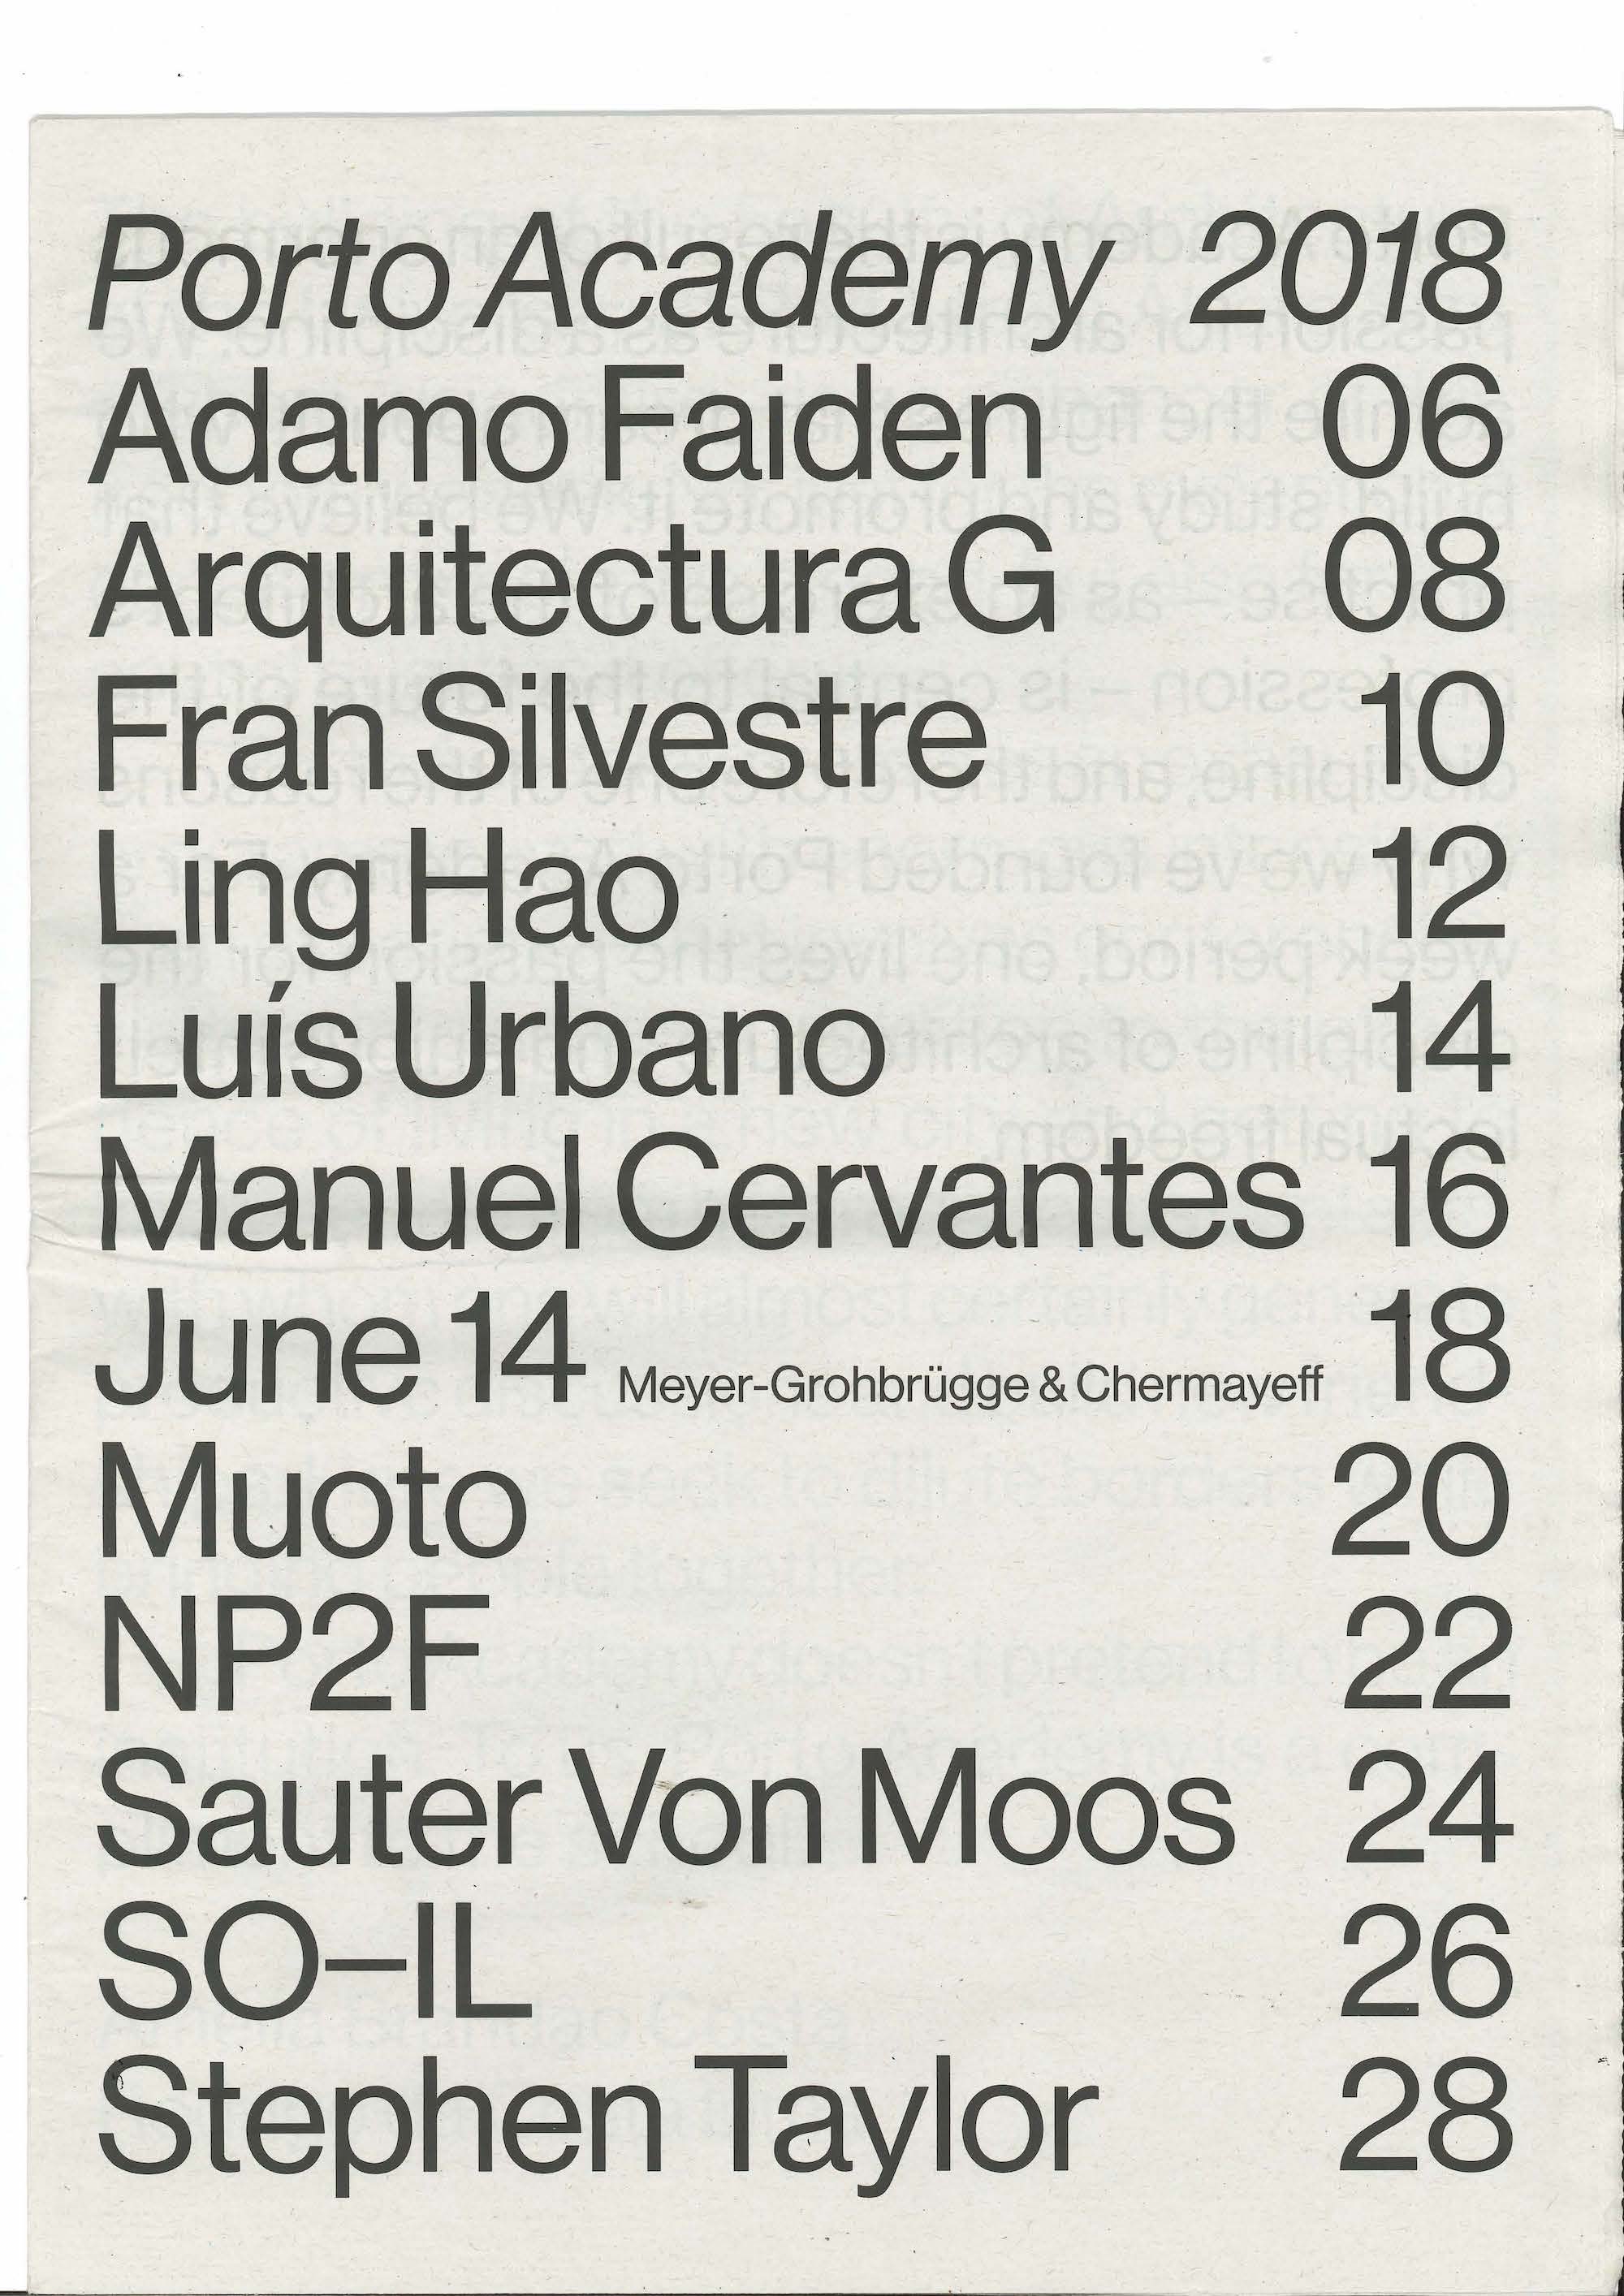 Porto Academy 2018
Adamo Faiden 06
Arquitectura G 08
Fran Silvestre 10
Ling Hao 12
Luís Urbano 14
Manuel Cervantes 16
June 14 Meyer-Grohbrügge & Chermayeff 18
Muoto 20
NP2F 22
Sauter Von Moos 24
SO–IL 26
Stephen Taylor 28